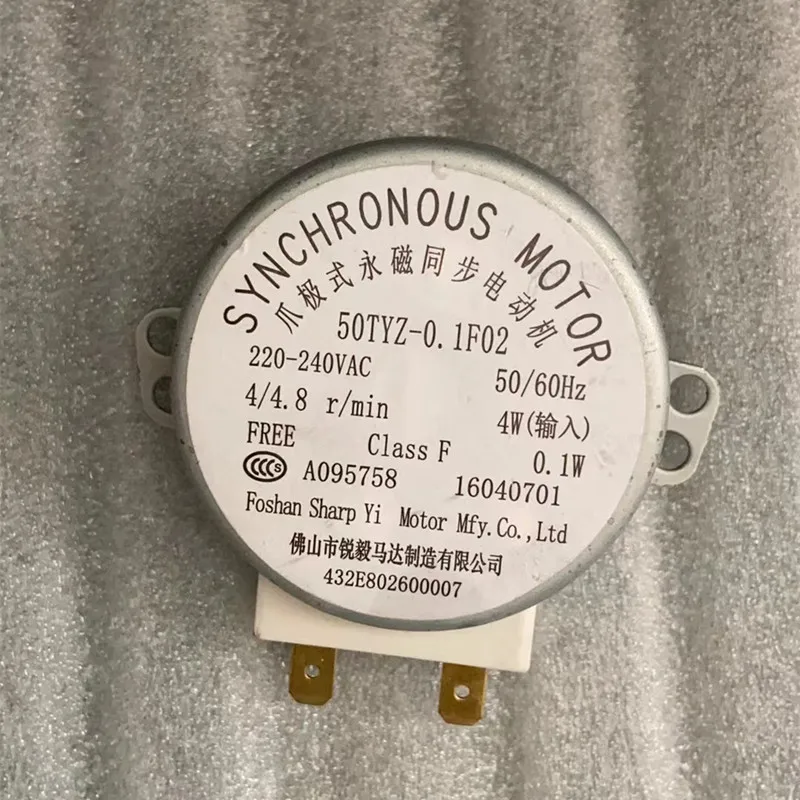 SYNCHRONOUS MOTOR
爪极式永磁同步电动机
50TYZ-0.1F02
220-240VAC 50/60Hz
4/4.8 r/min 4W(输入)
FREE Class F 0.1W
CCC S A095758 16040701
Foshan Sharp Yi Motor Mfy.Co.,Ltd
佛山市锐毅马达制造有限公司
432E802600007